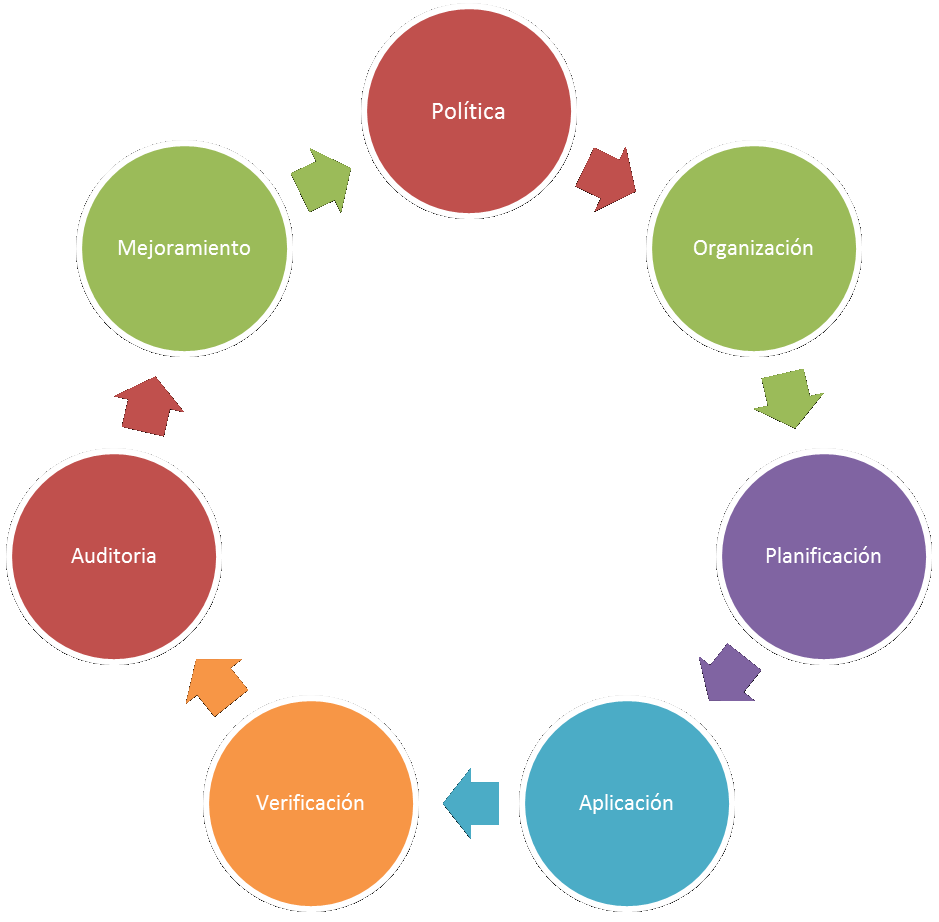 Política
Organización
Planificación
Aplicación
Verificación
Auditoria
Mejoramiento